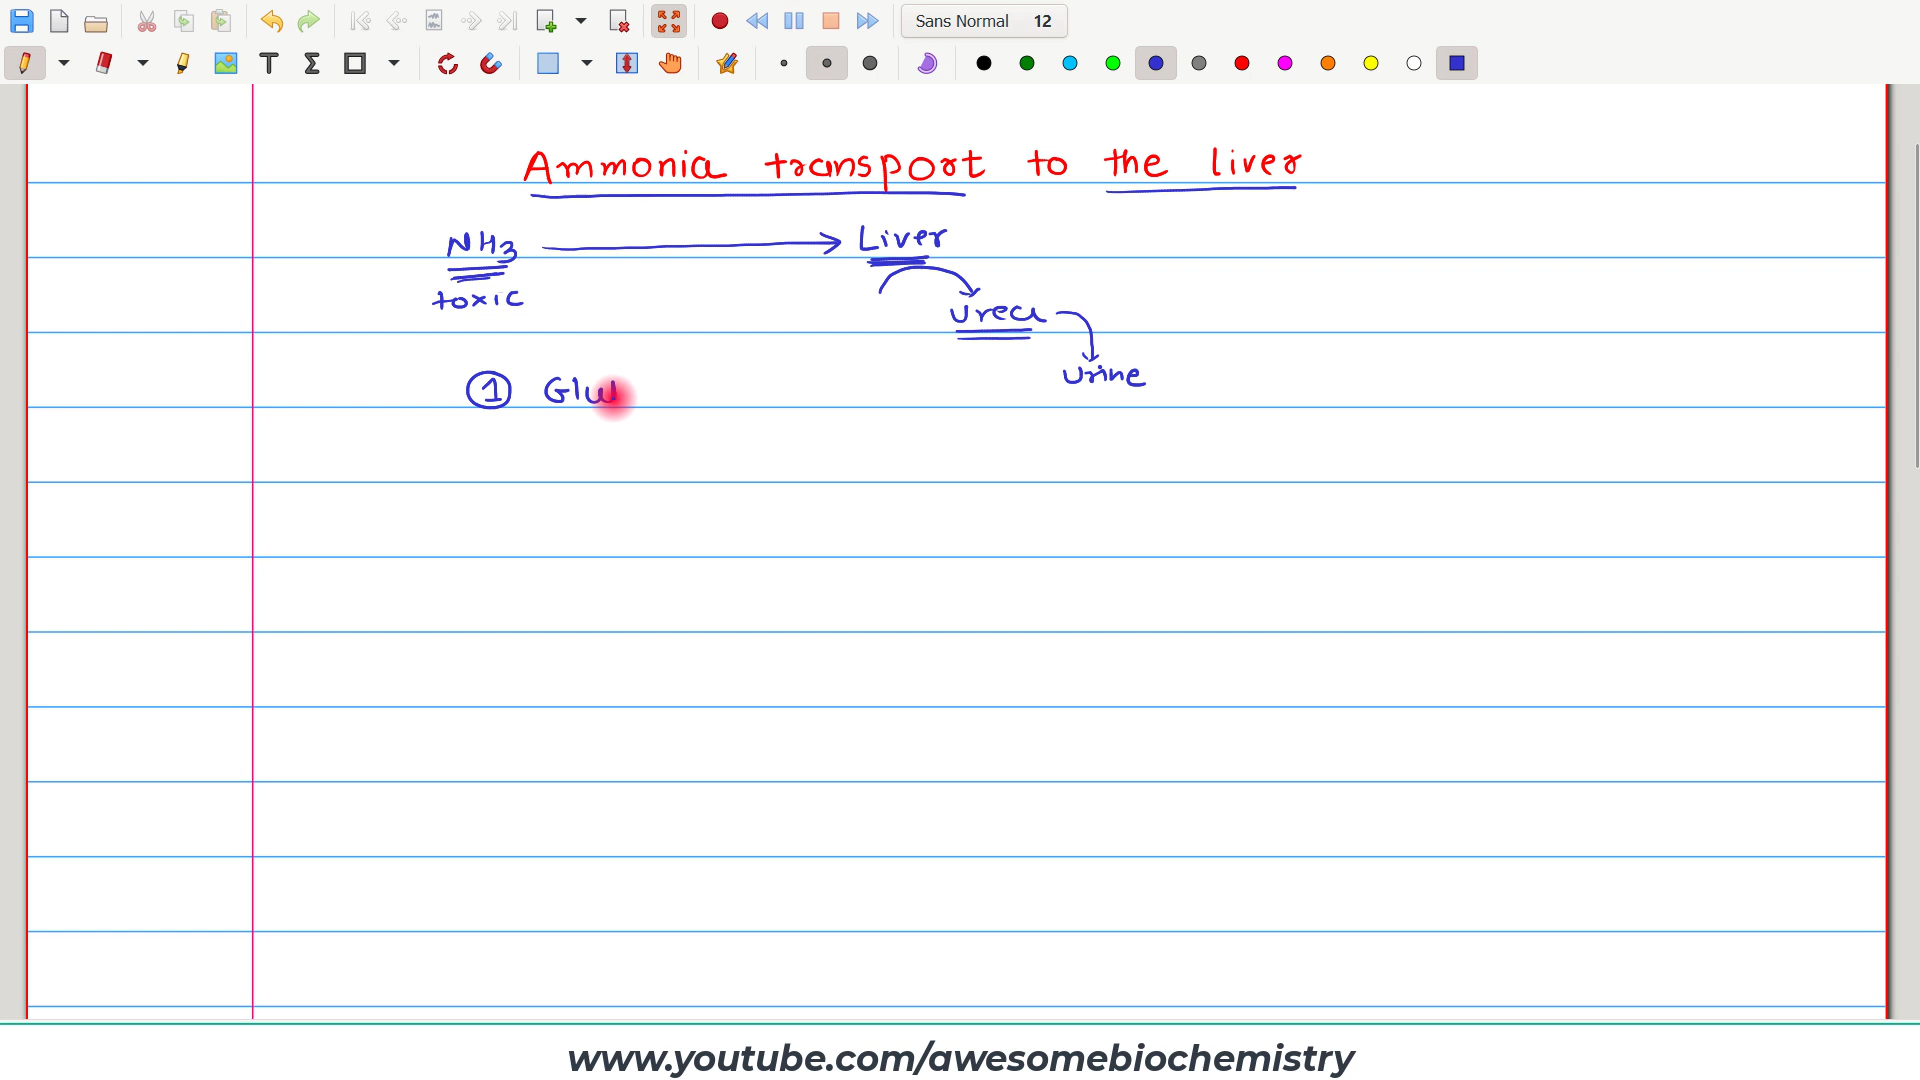 Sans Normal 12
Ammonia transport to the liver
NH3 Liver
toxic
Urea
Urine
1 Glu
www.youtube.com/awesomebiochemistry